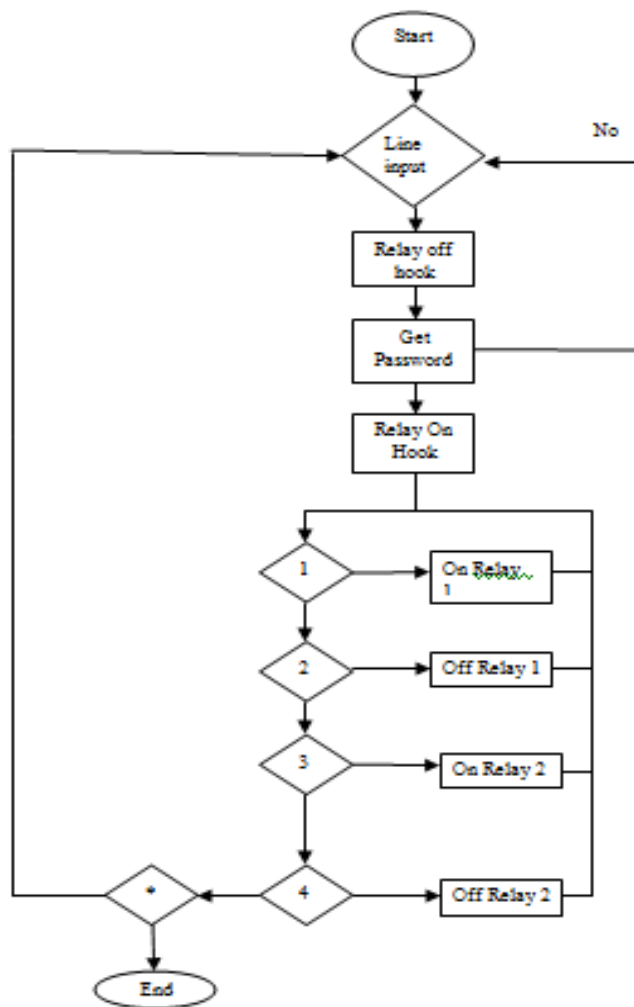 Start
Line
input
No
Relay off
hook
Get
Password
Relay On
Hook
1
On Relay
1
2
Off Relay 1
3
On Relay 2
*
4
Off Relay 2
End